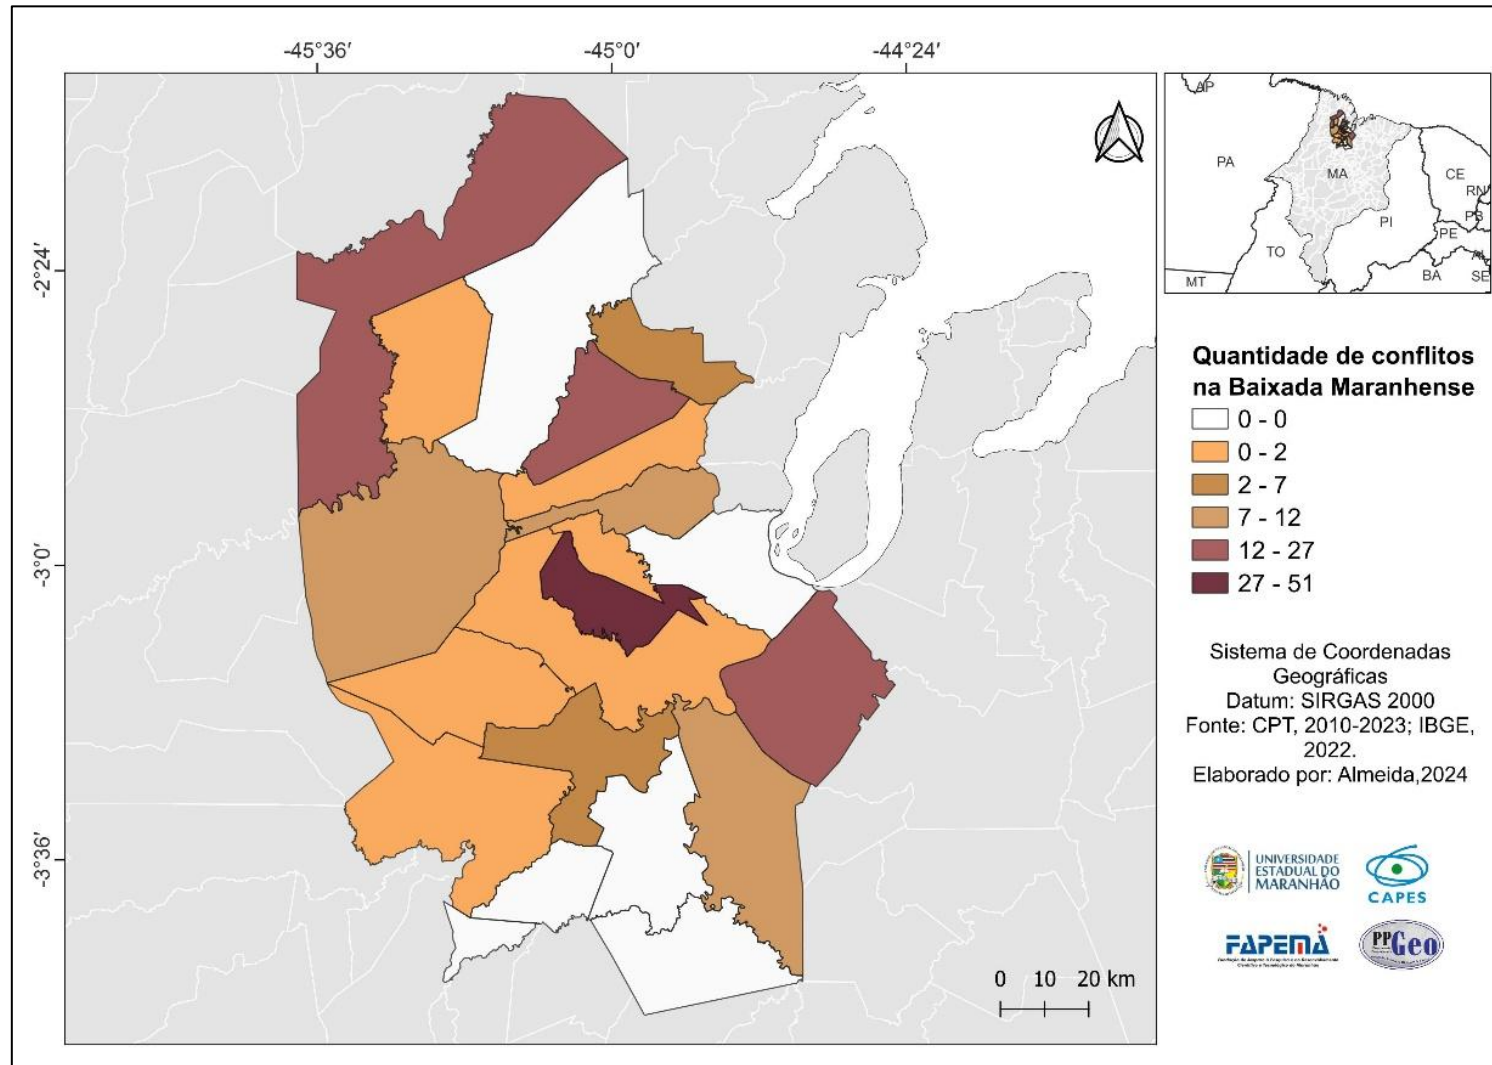 -45°36′
-45°0′
-44°24′
-2°24′
-3°0′
-3°36′
0 10 20 km
AP
PA
MA
CE
RN
PB
PE
PI
TO
AL
SE
BA
MT
Quantidade de conflitos
na Baixada Maranhense
0 - 0
0 - 2
2 - 7
7 - 12
12 - 27
27 - 51
Sistema de Coordenadas
Geográficas
Datum: SIRGAS 2000
Fonte: CPT, 2010-2023; IBGE,
2022.
Elaborado por: Almeida,2024
UNIVERSIDADE
ESTADUAL DO
MARANHÃO
CAPES
FAPEMA
PPGeo